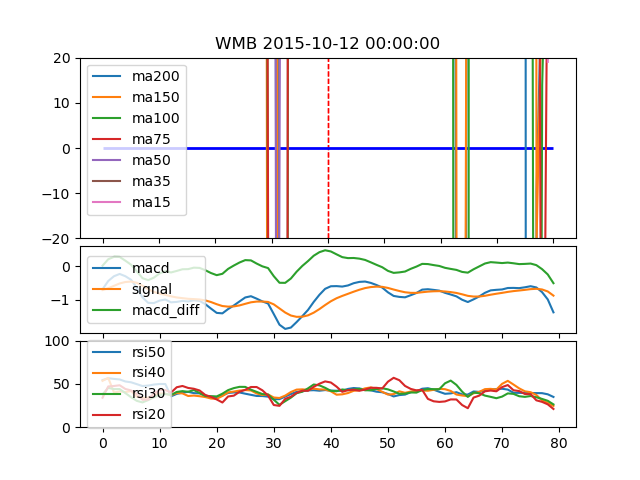 WMB 2015-10-12 00:00:00
20
10
0
−10
−20
ma200
ma150
ma100
ma75
ma50
ma35
ma15
0
−1
macd
signal
macd_diff
100
50
0
rsi50
rsi40
rsi30
rsi20
0 10 20 30 40 50 60 70 80